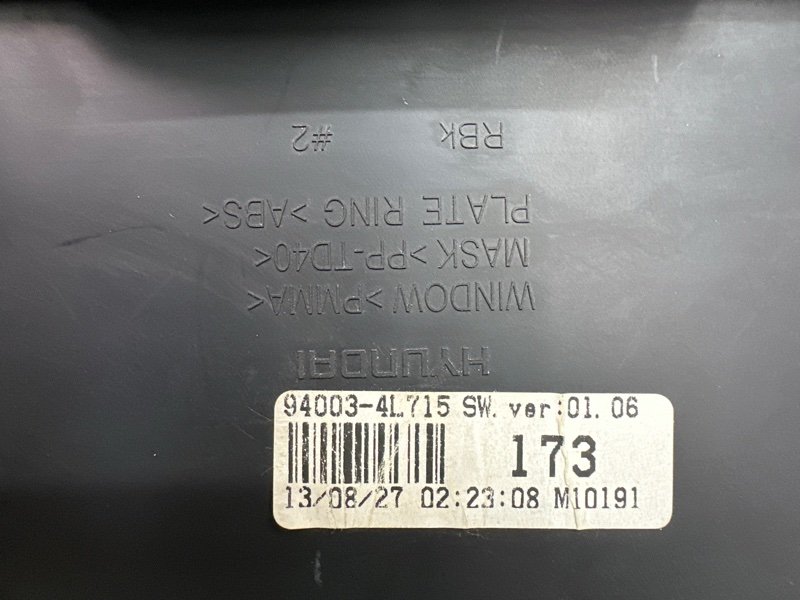 HYUNDAI
WINDOW >PMMA<
MASK >PP-TD40<
PLATE RING >ABS<
RBk #2
94003-4L715 SW. ver:01.06
173
13/08/27 02:23:08 M10191